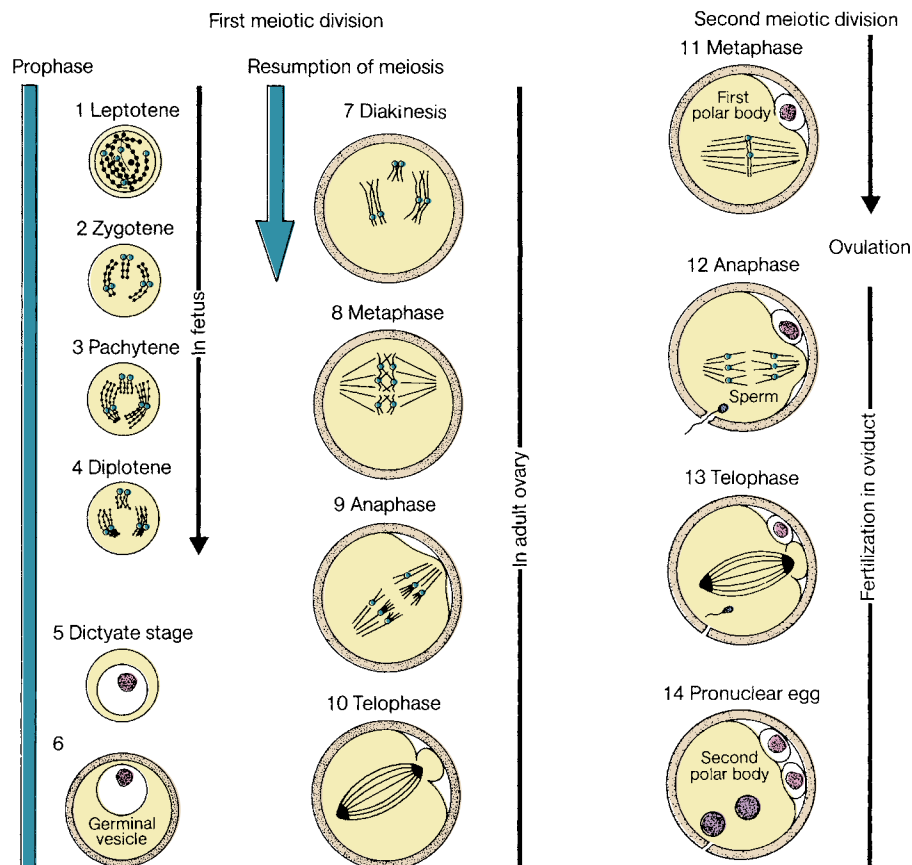 First meiotic division
Prophase
1 Leptotene
2 Zygotene
3 Pachytene
4 Diplotene
In fetus
5 Dictyate stage
6
Germinal
vesicle
Resumption of meiosis
7 Diakinesis
8 Metaphase
9 Anaphase
10 Telophase
In adult ovary
Second meiotic division
11 Metaphase
First
polar body
Ovulation
12 Anaphase
Sperm
13 Telophase
14 Pronuclear egg
Second
polar body
Fertilization in oviduct